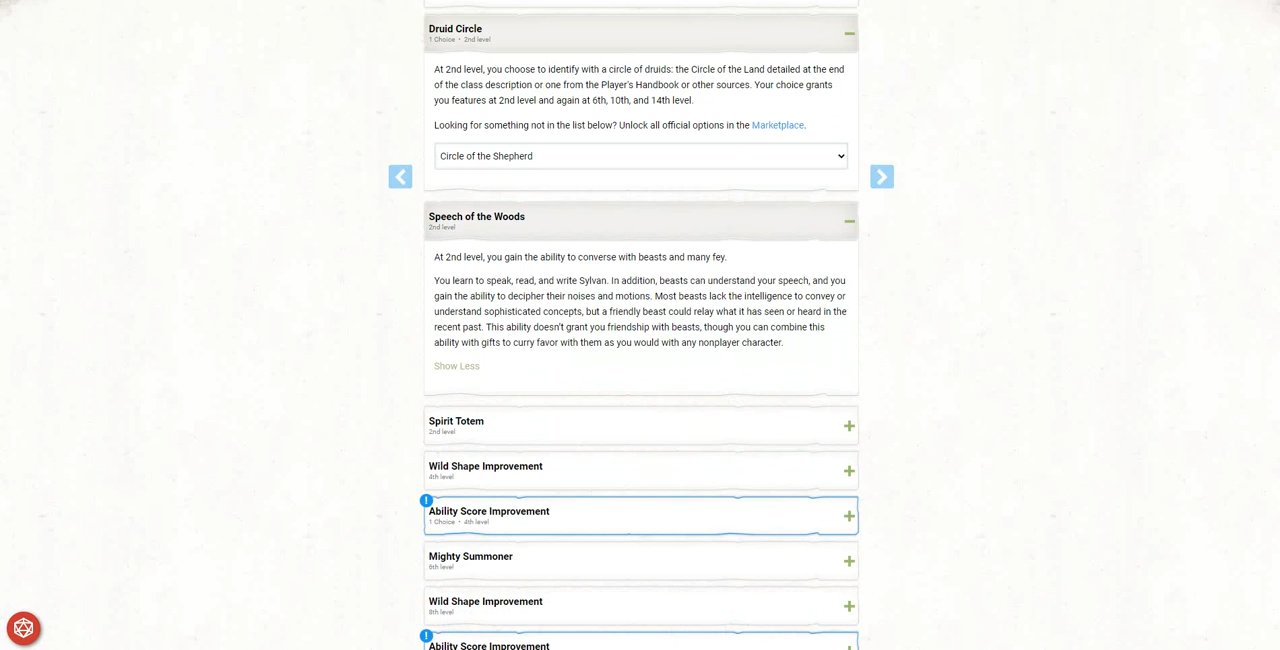 Druid Circle
1 Choice • 2nd level
At 2nd level, you choose to identify with a circle of druids: the Circle of the Land detailed at the end
of the class description or one from the Player's Handbook or other sources. Your choice grants
you features at 2nd level and again at 6th, 10th, and 14th level.
Looking for something not in the list below? Unlock all official options in the Marketplace.
Circle of the Shepherd
Speech of the Woods
2nd level
At 2nd level, you gain the ability to converse with beasts and many fey.
You learn to speak, read, and write Sylvan. In addition, beasts can understand your speech, and you
gain the ability to decipher their noises and motions. Most beasts lack the intelligence to convey or
understand sophisticated concepts, but a friendly beast could relay what it has seen or heard in the
recent past. This ability doesn't grant you friendship with beasts, though you can combine this
ability with gifts to curry favor with them as you would with any nonplayer character.
Show Less
Spirit Totem
2nd level
Wild Shape Improvement
4th level
!
Ability Score Improvement
1 Choice • 4th level
Mighty Summoner
6th level
Wild Shape Improvement
8th level
!
Ability Score Improvement